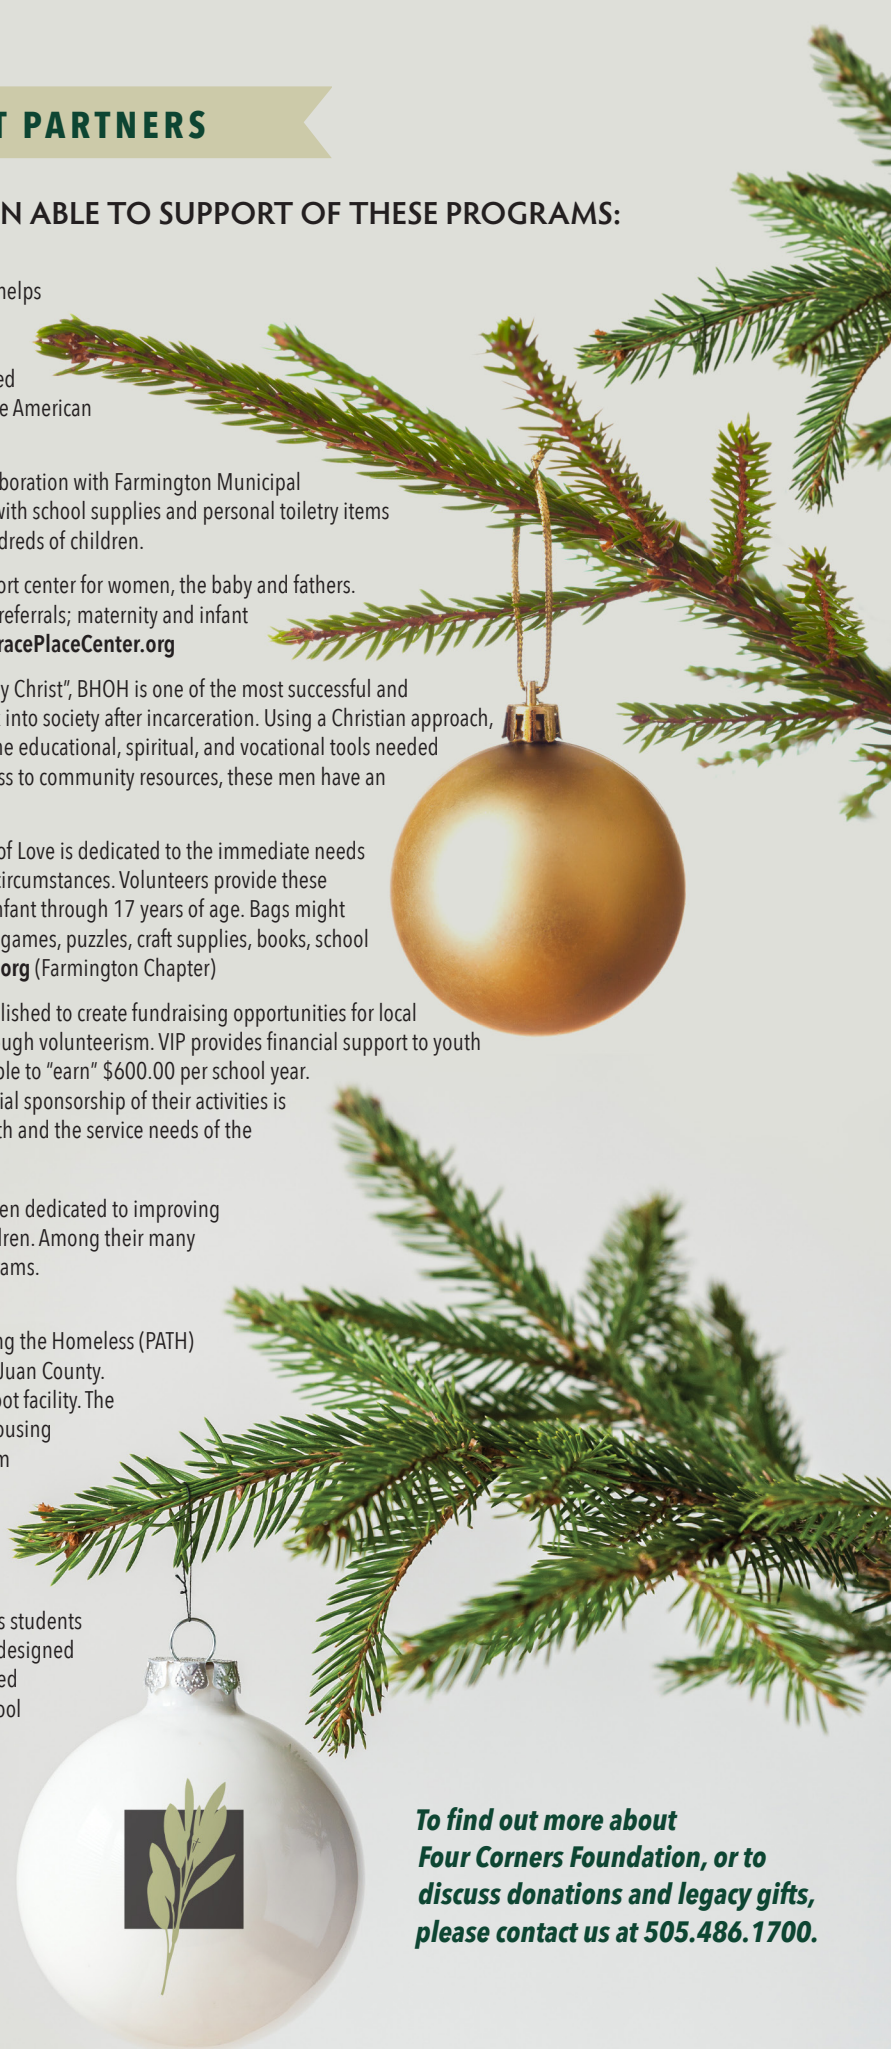 T PARTNERS
N ABLE TO SUPPORT OF THESE PROGRAMS:
helps
ed
e American
boration with Farmington Municipal
with school supplies and personal toiletry items
dreds of children.
ort center for women, the baby and fathers.
referrals; maternity and infant
racePlaceCenter.org
y Christ”, BHOH is one of the most successful and
into society after incarceration. Using a Christian approach,
he educational, spiritual, and vocational tools needed
ss to community resources, these men have an
of Love is dedicated to the immediate needs
circumstances. Volunteers provide these
nfant through 17 years of age. Bags might
games, puzzles, craft supplies, books, school
org (Farmington Chapter)
lished to create fundraising opportunities for local
ough volunteerism. VIP provides financial support to youth
ble to “earn” $600.00 per school year.
ial sponsorship of their activities is
th and the service needs of the
en dedicated to improving
dren. Among their many
ams.
ng the Homeless (PATH)
Juan County.
oot facility. The
ousing
m
s students
designed
ed
ool
To find out more about
Four Corners Foundation, or to
discuss donations and legacy gifts,
please contact us at 505.486.1700.